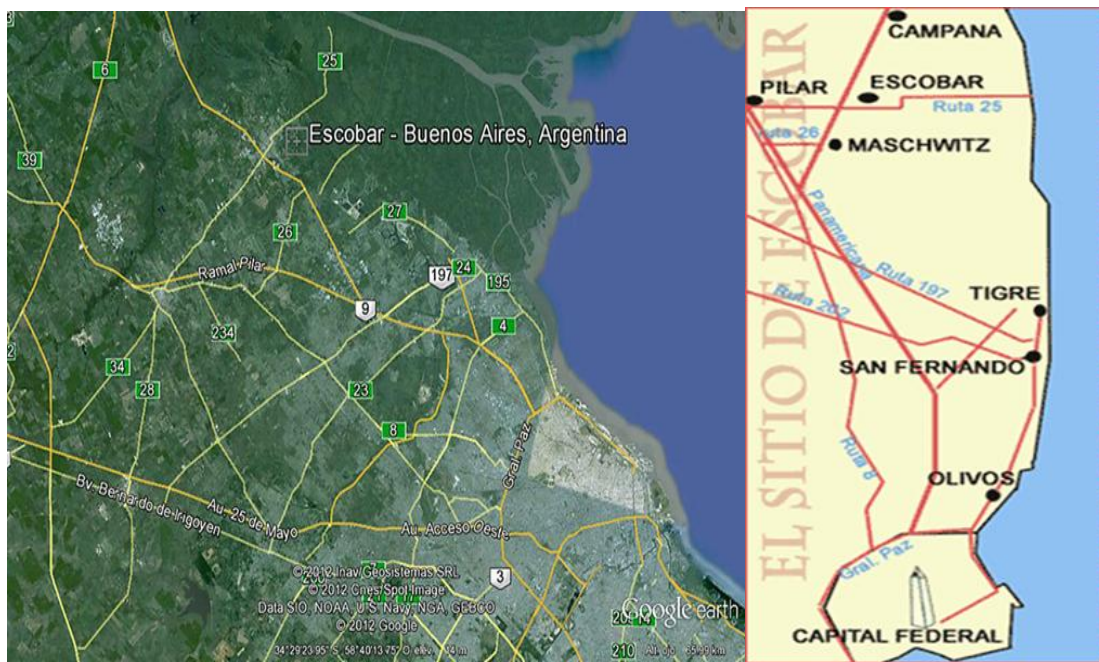 6
25
39
Escobar - Buenos Aires, Argentina
27
26
197
24
195
Ramal Pilar
9
4
234
34
28
23
8
Gral. Paz
Bv. Bernardo de Irigoyen
Au. 25 de Mayo
Au. Acceso Oeste
3
© 2012 Inav/Geosistemas SRL
© 2012 Cnes/Spot Image
Data SIO, NOAA, U.S. Navy, NGA, GEBCO
© 2012 Google
Google earth
210
EL SITIO DE ESCOBAR
CAMPANA
PILAR
ESCOBAR
Ruta 25
ruta 26
MASCHWITZ
Panamericana
Ruta 197
Ruta 202
TIGRE
SAN FERNANDO
Ruta 8
OLIVOS
Gral. Paz
CAPITAL FEDERAL